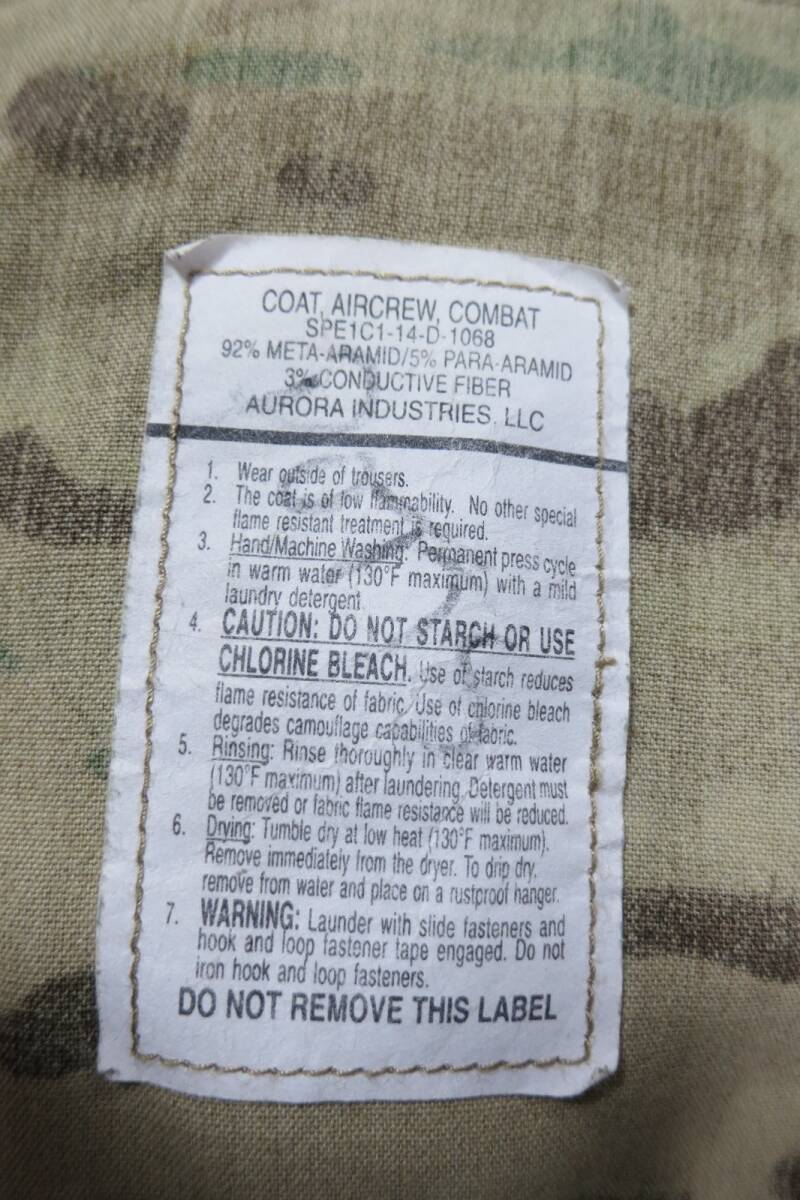 COAT, AIRCREW, COMBAT
SPE1C1-14-D-1068
92% META-ARAMID/5% PARA-ARAMID
3% CONDUCTIVE FIBER
AURORA INDUSTRIES, LLC
1. Wear outside of trousers.
2. The coat is of low flammability. No other special
flame resistant treatment is required.
3. Hand/Machine Washing: Permanent press cycle
in warm water (130°F maximum) with a mild
laundry detergent
4. CAUTION: DO NOT STARCH OR USE
CHLORINE BLEACH. Use of starch reduces
flame resistance of fabric. Use of chlorine bleach
degrades camouflage capabilities of fabric.
5. Rinsing: Rinse thoroughly in clear warm water
(130°F maximum) after laundering. Detergent must
be removed or fabric flame resistance will be reduced.
6. Drying: Tumble dry at low heat (130°F maximum).
Remove immediately from the dryer. To drip dry,
remove from water and place on a rustproof hanger.
7. WARNING: Launder with slide fasteners and
hook and loop fastener tape engaged. Do not
iron hook and loop fasteners.
DO NOT REMOVE THIS LABEL